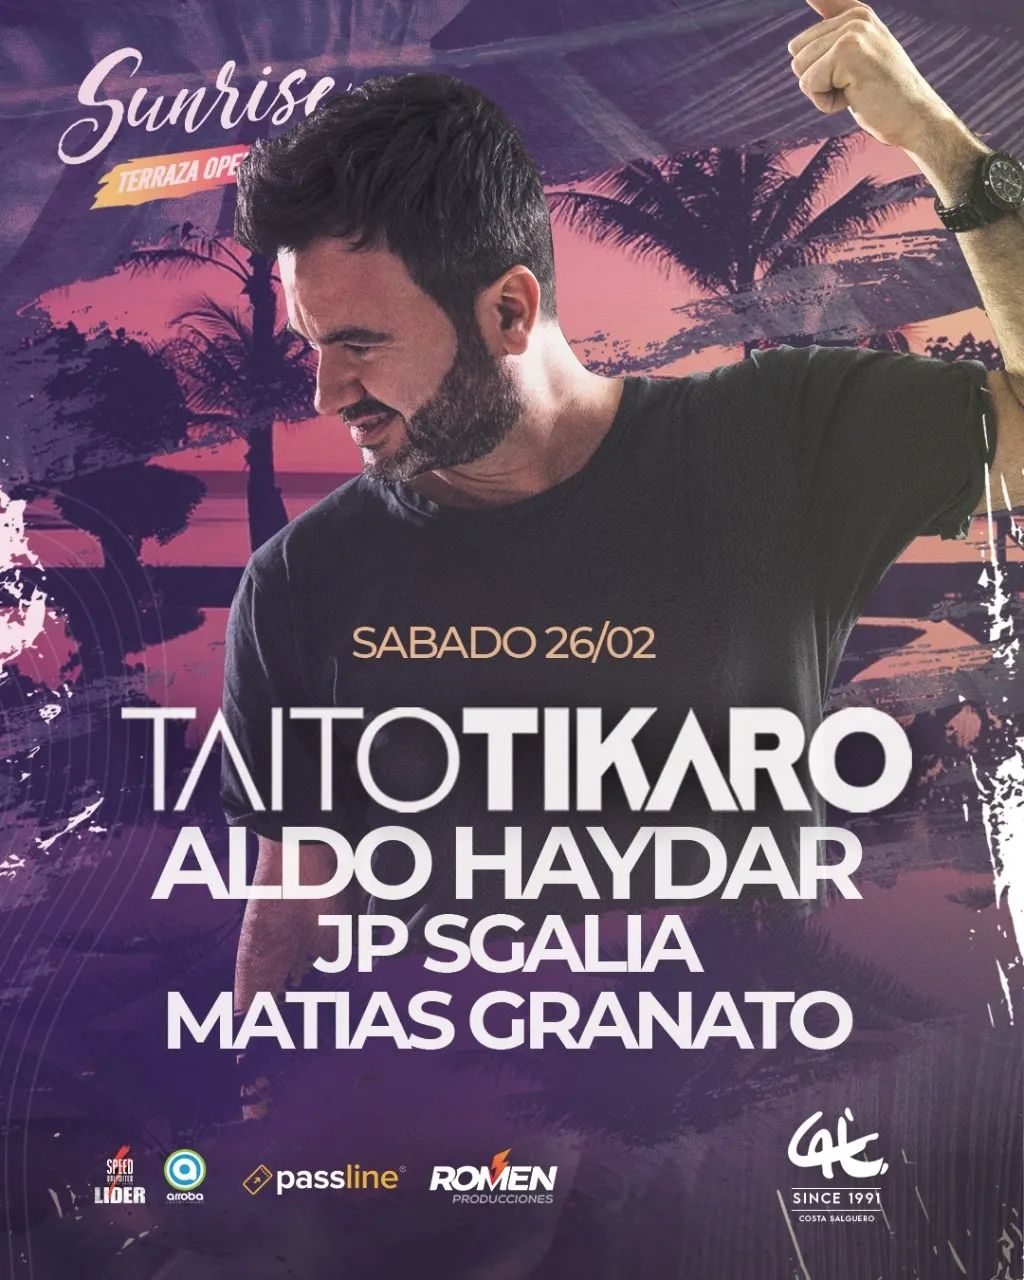 Sunrise
TERRAZA OPE
SABADO 26/02
TAITOTIKARO
ALDO HAYDAR
JP SGALIA
MATIAS GRANATO
SPEED
UNLIMITED
LIDER
arroba
passline
ROMEN
PRODUCCIONES
SINCE 1991
COSTA SALGUERO